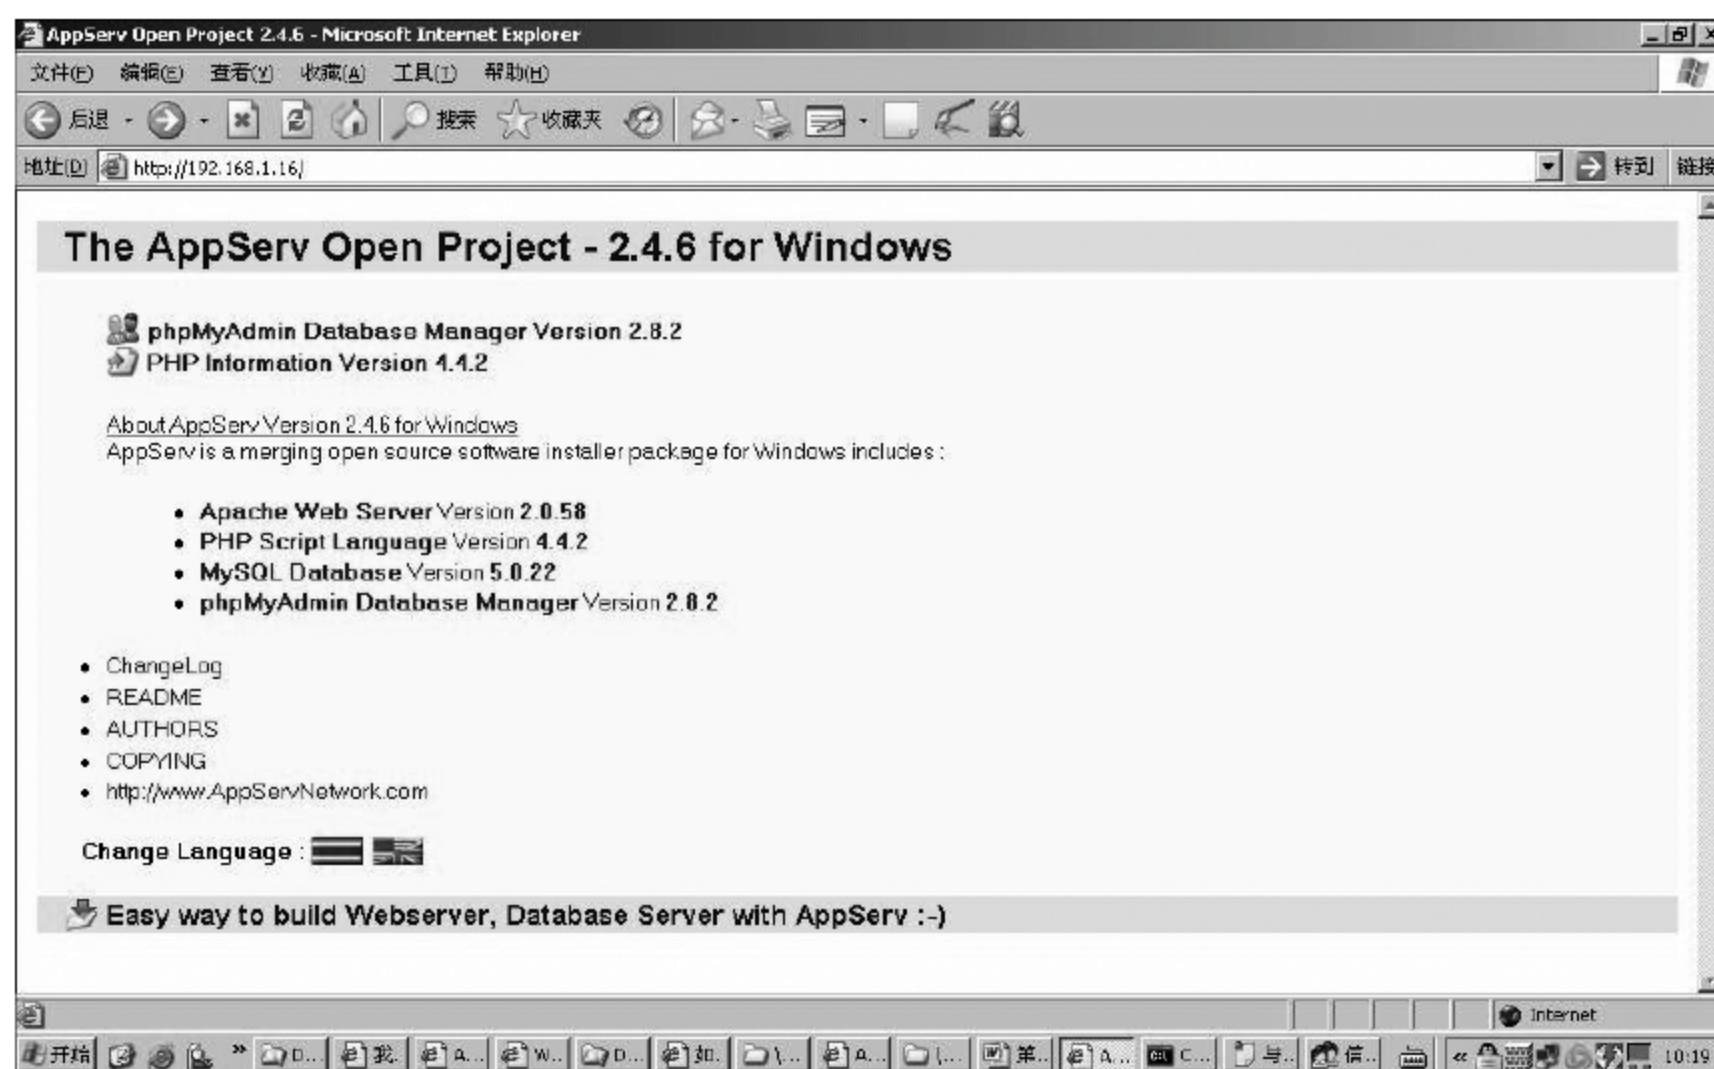 AppServ Open Project 2.4.6 - Microsoft Internet Explorer
文件(F) 编辑(E) 查看(V) 收藏(A) 工具(T) 帮助(H)
后退 搜索 收藏夹
地址(D) http://192.168.1.16/ 转到 链接
The AppServ Open Project - 2.4.6 for Windows
phpMyAdmin Database Manager Version 2.8.2
PHP Information Version 4.4.2
About AppServ Version 2.4.6 for Windows
AppServ is a merging open source software installer package for Windows includes :
• Apache Web Server Version 2.0.58
• PHP Script Language Version 4.4.2
• MySQL Database Version 5.0.22
• phpMyAdmin Database Manager Version 2.8.2
• ChangeLog
• README
• AUTHORS
• COPYING
• http://www.AppServNetwork.com
Change Language :
Easy way to build Webserver, Database Server with AppServ :-)
Internet
开始 » D... 我. A... W... D... 如. \... A... \... 第.. A... C... 与.. 信.. « 10:19